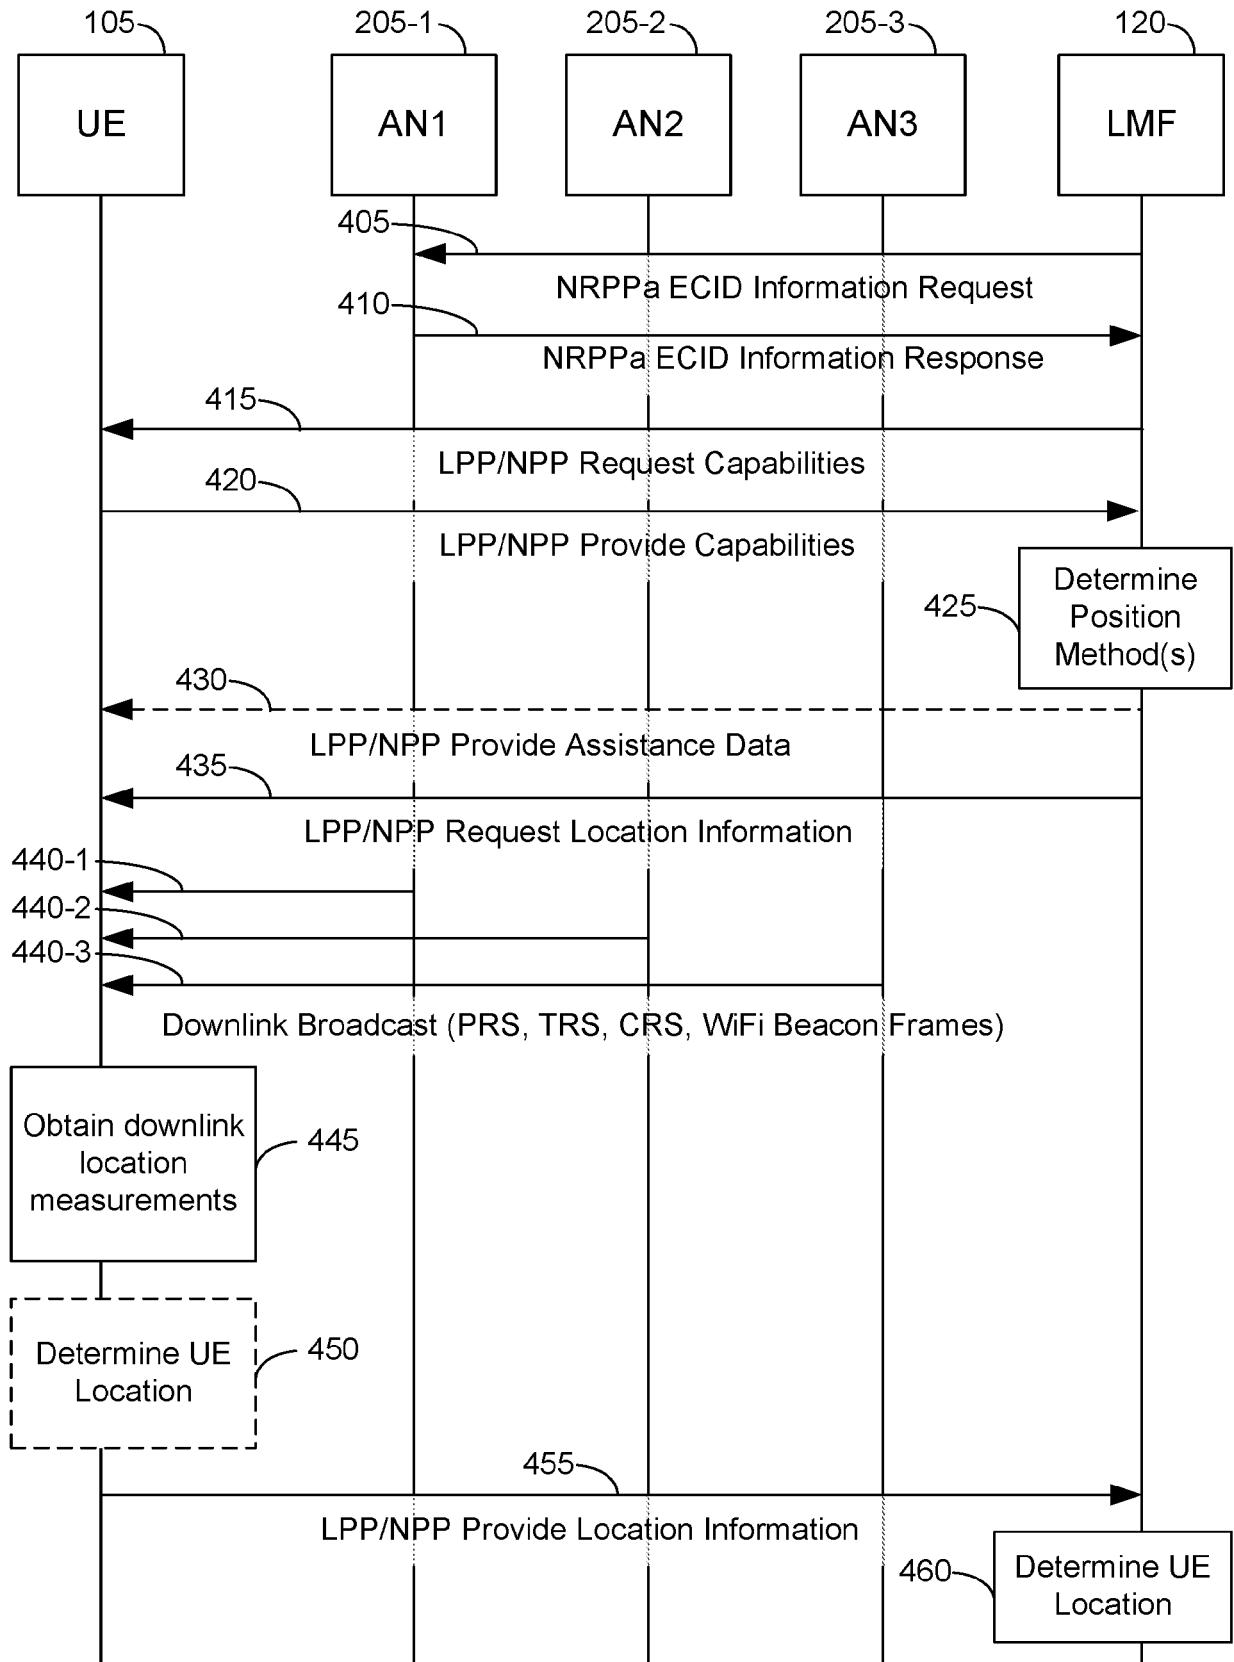 105
205-1
205-2
205-3
120
UE
AN1
AN2
AN3
LMF
405
NRPPa ECID Information Request
410
NRPPa ECID Information Response
415
LPP/NPP Request Capabilities
420
LPP/NPP Provide Capabilities
425
Determine
Position
Method(s)
430
LPP/NPP Provide Assistance Data
435
LPP/NPP Request Location Information
440-1
440-2
440-3
Downlink Broadcast (PRS, TRS, CRS, WiFi Beacon Frames)
Obtain downlink
location
measurements
445
Determine UE
Location
450
455
LPP/NPP Provide Location Information
460
Determine UE
Location